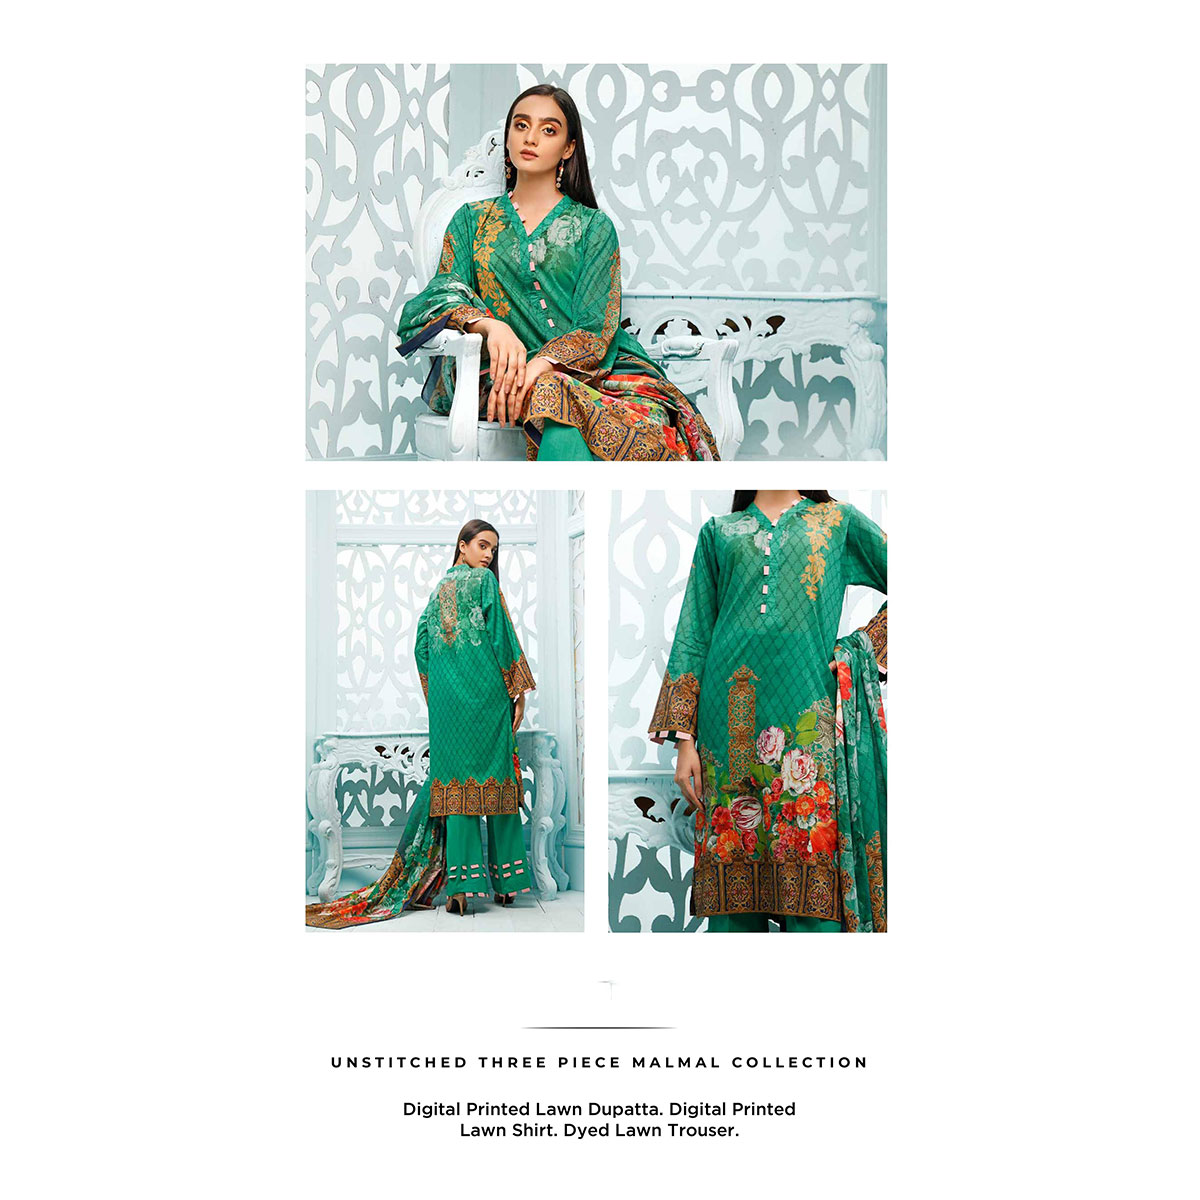 UNSTITCHED THREE PIECE MALMAL COLLECTION
Digital Printed Lawn Dupatta. Digital Printed
Lawn Shirt. Dyed Lawn Trouser.